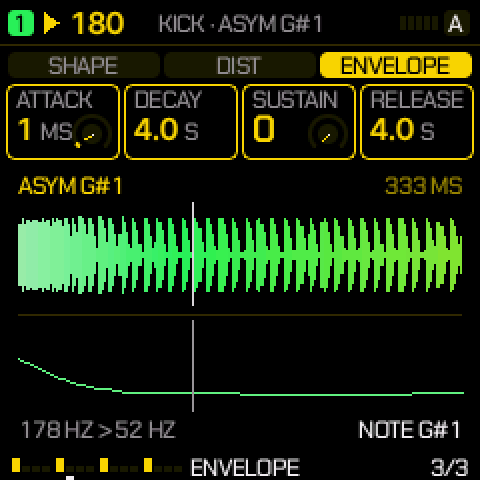 1 180 KICK · ASYM G#1 A
SHAPE DIST ENVELOPE
ATTACK DECAY SUSTAIN RELEASE
1 MS 4.0 S 0 4.0 S
ASYM G#1 333 MS
178 HZ > 52 HZ NOTE G#1
ENVELOPE 3/3